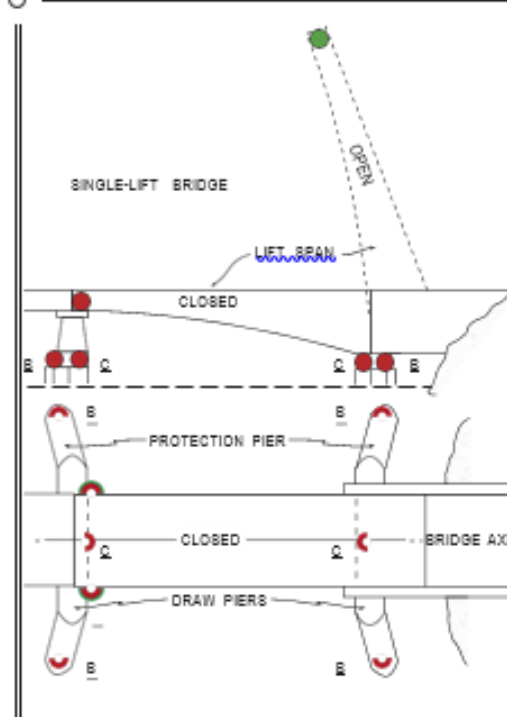 OPEN
SINGLE-LIFT BRIDGE
LIFT SPAN
CLOSED
B C C B
B B
PROTECTION PIER
CLOSED BRIDGE AX
C C
DRAW PIERS
B B